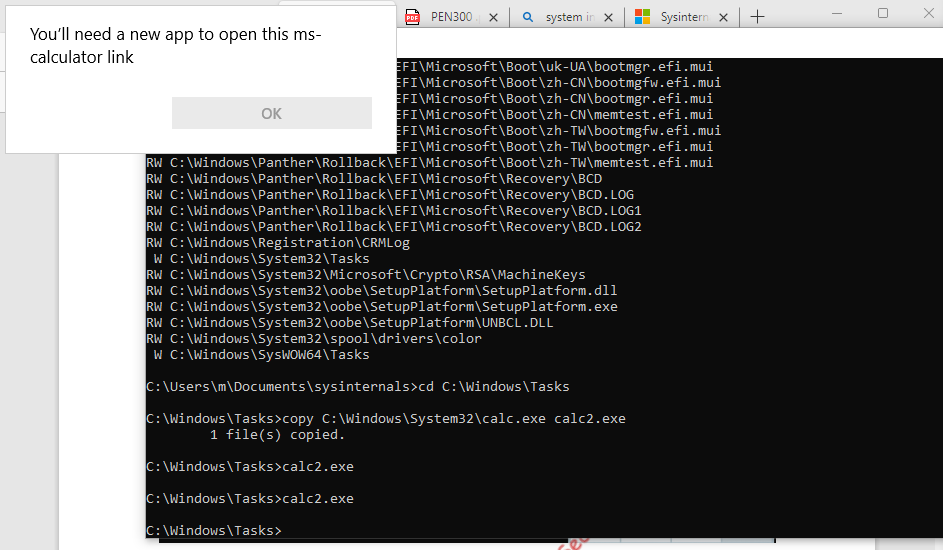 PEN300
system in
Sysintern
You'll need a new app to open this ms-
calculator link
OK
EFI\Microsoft\Boot\uk-UA\bootmgr.efi.mui
EFI\Microsoft\Boot\zh-CN\bootmgfw.efi.mui
EFI\Microsoft\Boot\zh-CN\bootmgr.efi.mui
EFI\Microsoft\Boot\zh-CN\memtest.efi.mui
EFI\Microsoft\Boot\zh-TW\bootmgfw.efi.mui
EFI\Microsoft\Boot\zh-TW\bootmgr.efi.mui
RW C:\Windows\Panther\Rollback\EFI\Microsoft\Boot\zh-TW\memtest.efi.mui
RW C:\Windows\Panther\Rollback\EFI\Microsoft\Recovery\BCD
RW C:\Windows\Panther\Rollback\EFI\Microsoft\Recovery\BCD.LOG
RW C:\Windows\Panther\Rollback\EFI\Microsoft\Recovery\BCD.LOG1
RW C:\Windows\Panther\Rollback\EFI\Microsoft\Recovery\BCD.LOG2
RW C:\Windows\Registration\CRMLog
W C:\Windows\System32\Tasks
RW C:\Windows\System32\Microsoft\Crypto\RSA\MachineKeys
RW C:\Windows\System32\oobe\SetupPlatform\SetupPlatform.dll
RW C:\Windows\System32\oobe\SetupPlatform\SetupPlatform.exe
RW C:\Windows\System32\oobe\SetupPlatform\UNBCL.DLL
RW C:\Windows\System32\spool\drivers\color
W C:\Windows\SysWOW64\Tasks
C:\Users\m\Documents\sysinternals>cd C:\Windows\Tasks
C:\Windows\Tasks>copy C:\Windows\System32\calc.exe calc2.exe
1 file(s) copied.
C:\Windows\Tasks>calc2.exe
C:\Windows\Tasks>calc2.exe
C:\Windows\Tasks>